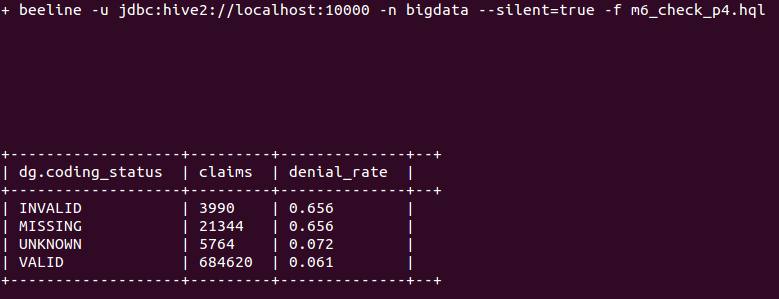 + beeline -u jdbc:hive2://localhost:10000 -n bigdata --silent=true -f m6_check_p4.hql
+-------------------+---------+--------------+--+
| dg.coding_status  | claims  | denial_rate  |
+-------------------+---------+--------------+--+
| INVALID           | 3990    | 0.656        |
| MISSING           | 21344   | 0.656        |
| UNKNOWN           | 5764    | 0.072        |
| VALID             | 684620  | 0.061        |
+-------------------+---------+--------------+--+